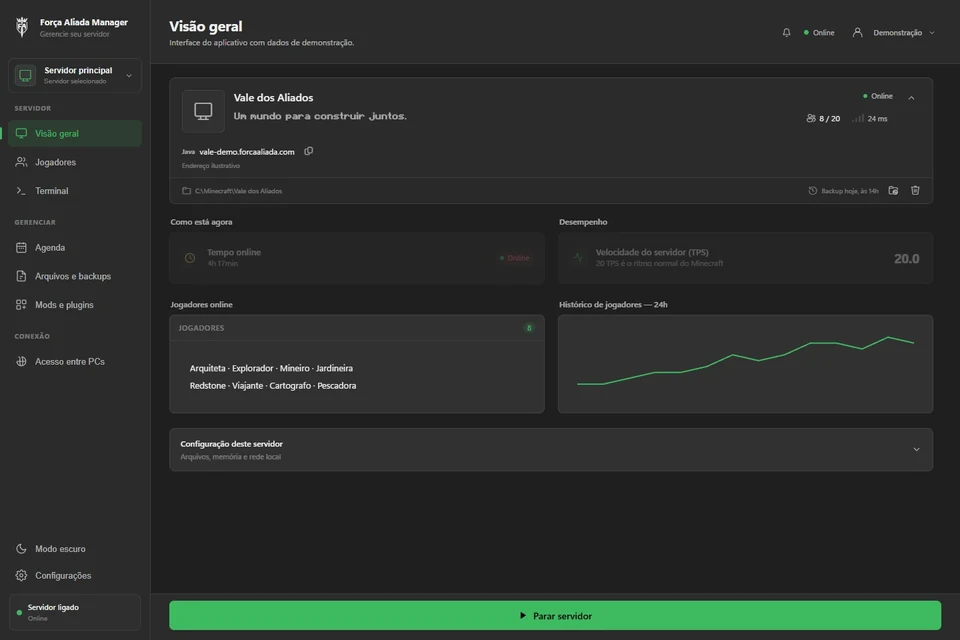 Força Aliada Manager
Gerencie seu servidor
Servidor principal
Servidor selecionado
SERVIDOR
Visão geral
Jogadores
Terminal
GERENCIAR
Agenda
Arquivos e backups
Mods e plugins
CONEXÃO
Acesso entre PCs
Modo escuro
Configurações
Servidor ligado
Online
Visão geral
Interface do aplicativo com dados de demonstração.
Online
Demonstração
Vale dos Aliados
Um mundo para construir juntos.
Online
8 / 20
24 ms
Java vale-demo.forcaaliada.com
Endereço ilustrativo
C:\Minecraft\Vale dos Aliados
Backup hoje, às 14h
Como está agora
Tempo online
4h 17min
Online
Desempenho
Velocidade do servidor (TPS)
20 TPS é o ritmo normal do Minecraft
20.0
Jogadores online
JOGADORES
8
Arquiteta · Explorador · Mineiro · Jardineira
Redstone · Viajante · Cartografo · Pescadora
Histórico de jogadores — 24h
Configuração deste servidor
Arquivos, memória e rede local
Parar servidor